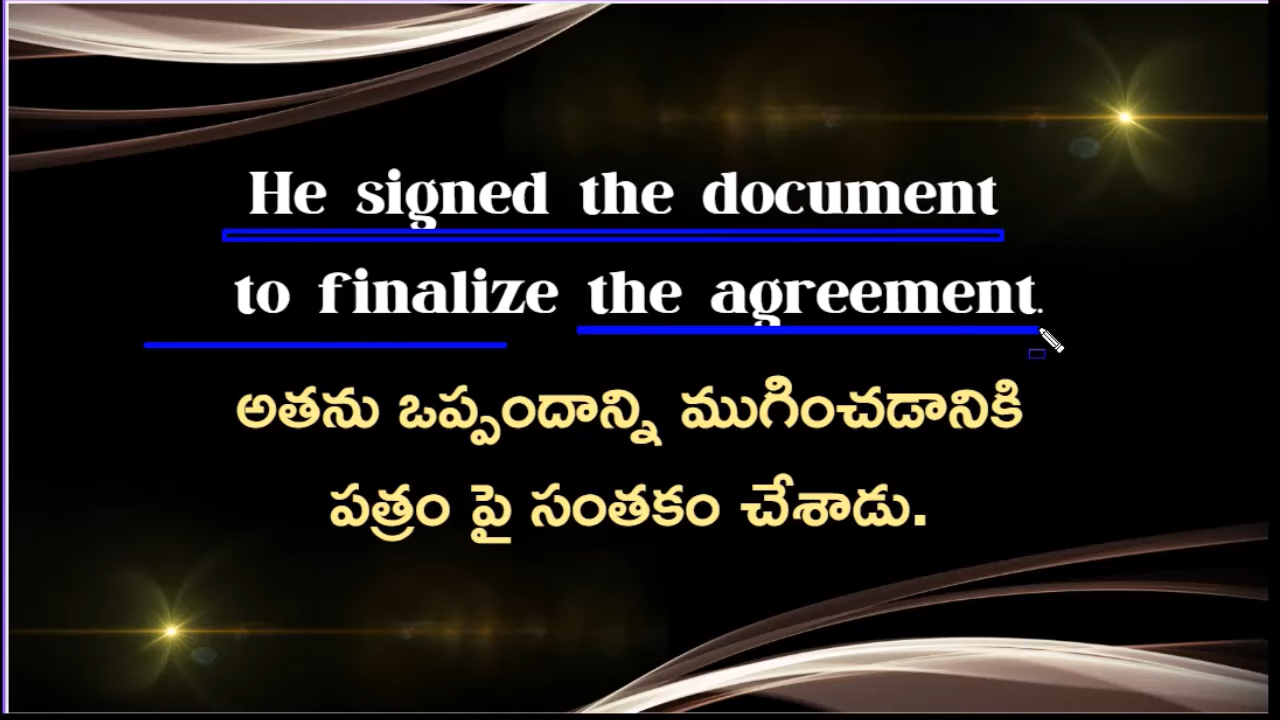 He signed the document
to finalize the agreement.
అతను ఒప్పందాన్ని ముగించడానికి
పత్రం పై సంతకం చేశాడు.